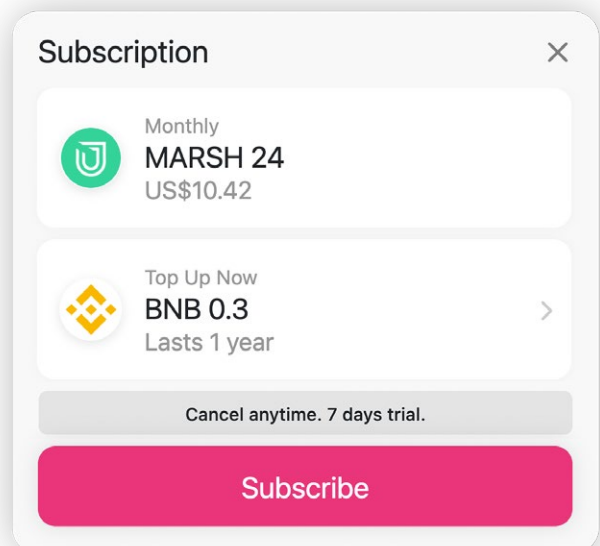 Subscription
Monthly
MARSH 24
US$10.42
Top Up Now
BNB 0.3
Lasts 1 year
Cancel anytime. 7 days trial.
Subscribe